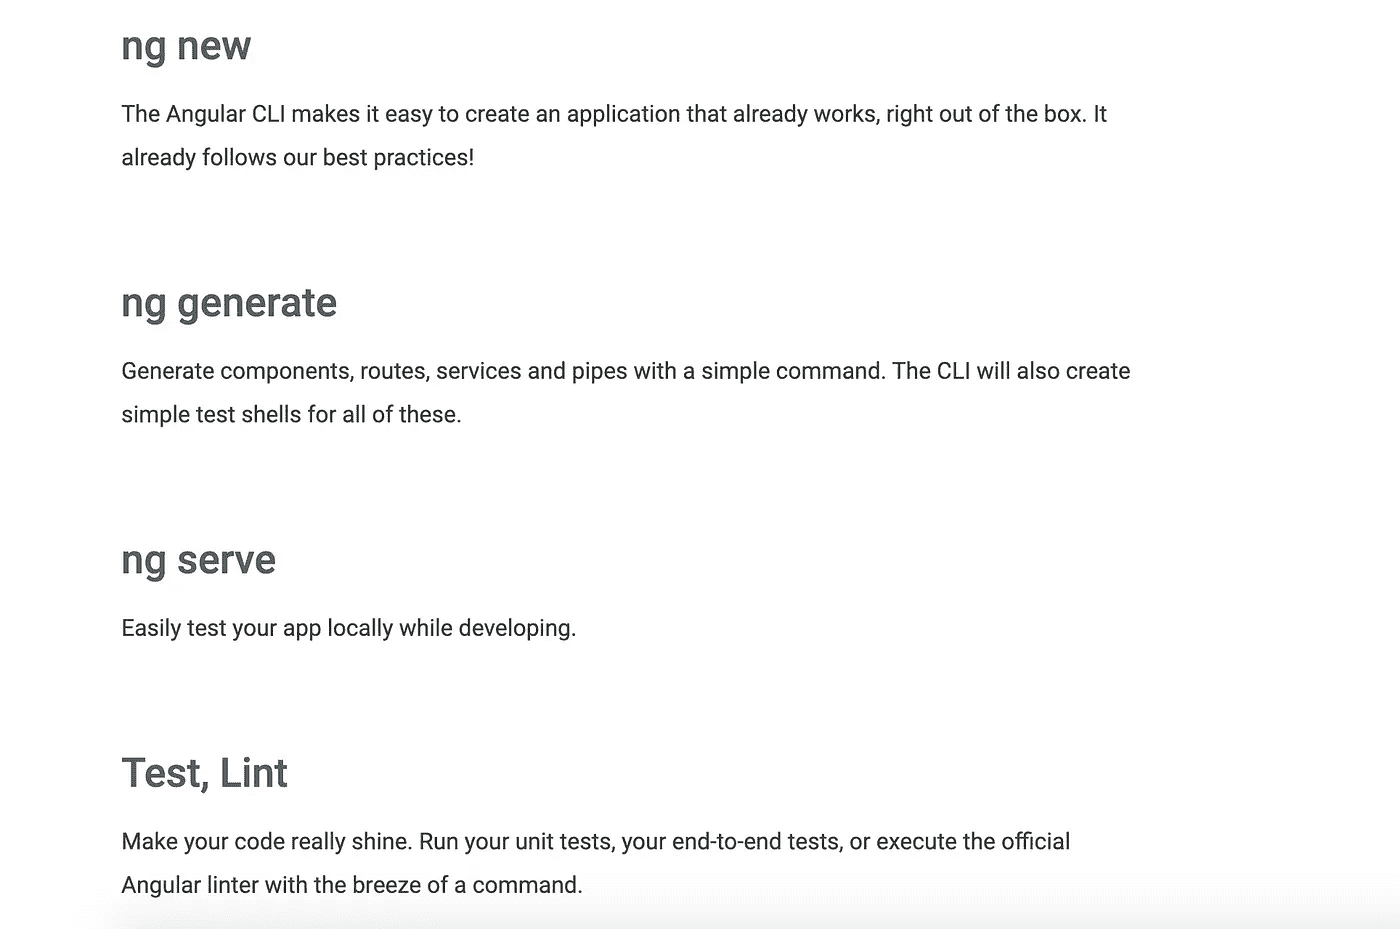 ng new
The Angular CLI makes it easy to create an application that already works, right out of the box. It
already follows our best practices!
ng generate
Generate components, routes, services and pipes with a simple command. The CLI will also create
simple test shells for all of these.
ng serve
Easily test your app locally while developing.
Test, Lint
Make your code really shine. Run your unit tests, your end-to-end tests, or execute the official
Angular linter with the breeze of a command.